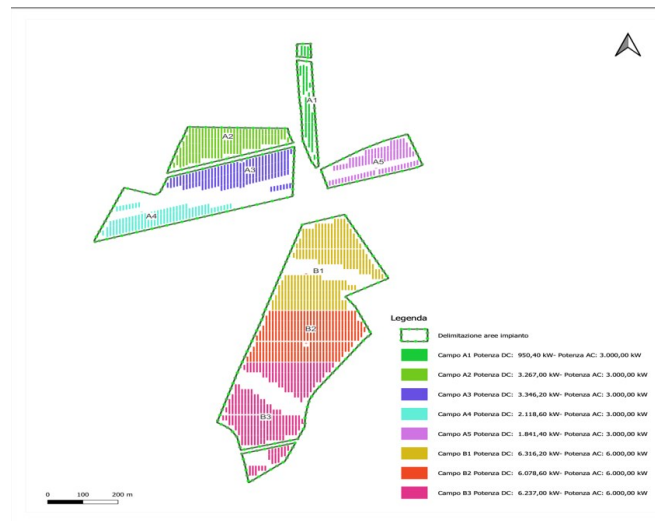 A1
A2
A3
A5
A4
B1
B2
B3
Legenda
Delimitazione aree impianto
Campo A1 Potenza DC: 950,40 kW- Potenza AC: 3.000,00 kW
Campo A2 Potenza DC: 3.267,00 kW- Potenza AC: 3.000,00 kW
Campo A3 Potenza DC: 3.346,20 kW- Potenza AC: 3.000,00 kW
Campo A4 Potenza DC: 2.118,60 kW- Potenza AC: 3.000,00 kW
Campo A5 Potenza DC: 1.841,40 kW- Potenza AC: 3.000,00 kW
Campo B1 Potenza DC: 6.316,20 kW- Potenza AC: 6.000,00 kW
Campo B2 Potenza DC: 6.078,60 kW- Potenza AC: 6.000,00 kW
Campo B3 Potenza DC: 6.237,00 kW- Potenza AC: 6.000,00 kW
0 100 200 m